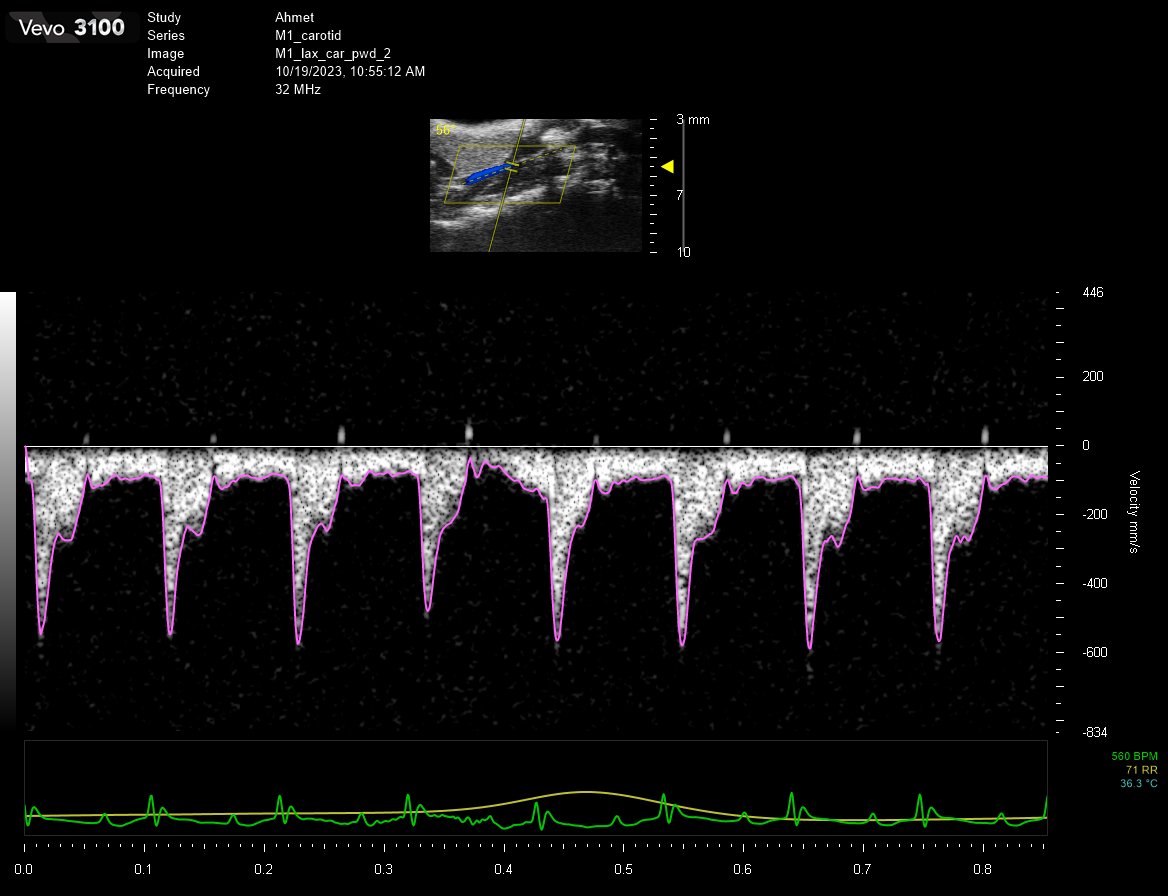 Vevo 3100
Study Ahmet
Series M1_carotid
Image M1_lax_car_pwd_2
Acquired 10/19/2023, 10:55:12 AM
Frequency 32 MHz
56°
3 mm
7
10
446
200
0
-200
-400
-600
-834
Velocity mm/s
560 BPM
71 RR
36.3 °C
0.0 0.1 0.2 0.3 0.4 0.5 0.6 0.7 0.8